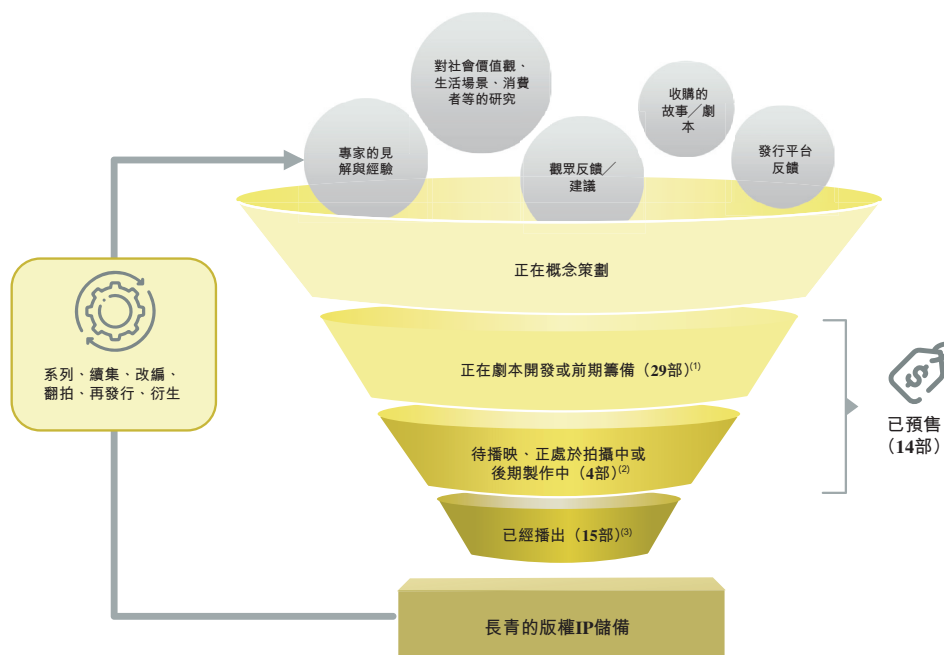 對社會價值觀、
生活場景、消費
者等的研究
收購的
故事／劇
本
專家的見
解與經驗
觀眾反饋／
建議
發行平台
反饋
正在概念策劃
系列、續集、改編、
翻拍、再發行、衍生
正在劇本開發或前期籌備（29部）(1)
待播映、正處於拍攝中或
後期製作中（4部）(2)
已預售
（14部）
已經播出（15部）(3)
長青的版權IP儲備